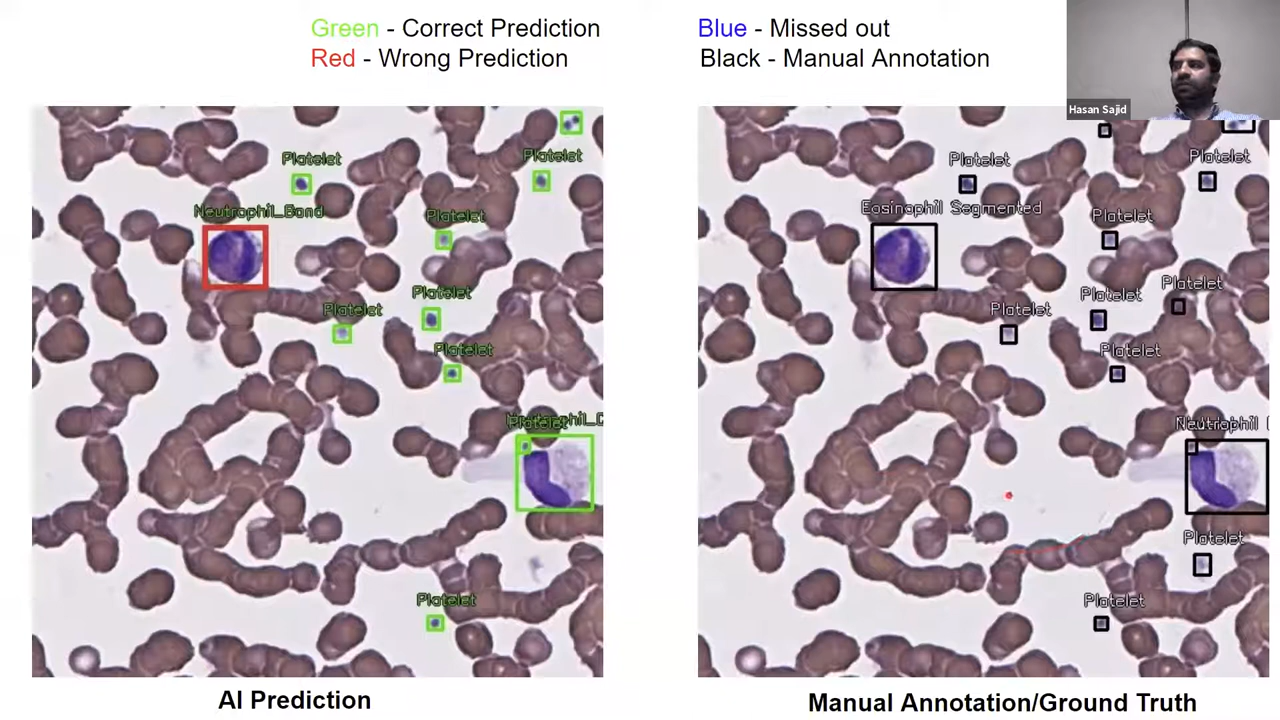 Green - Correct Prediction
Red - Wrong Prediction
Blue - Missed out
Black - Manual Annotation
Hasan Sajid
Platelet
Platelet
Neutrophil_Band
Platelet
Platelet
Platelet
Platelet
Platelet
Platelet
AI Prediction
Platelet
Platelet
Eosinophil Segmented
Platelet
Platelet
Platelet
Platelet
Platelet
Neutrophil
Platelet
Platelet
Manual Annotation/Ground Truth